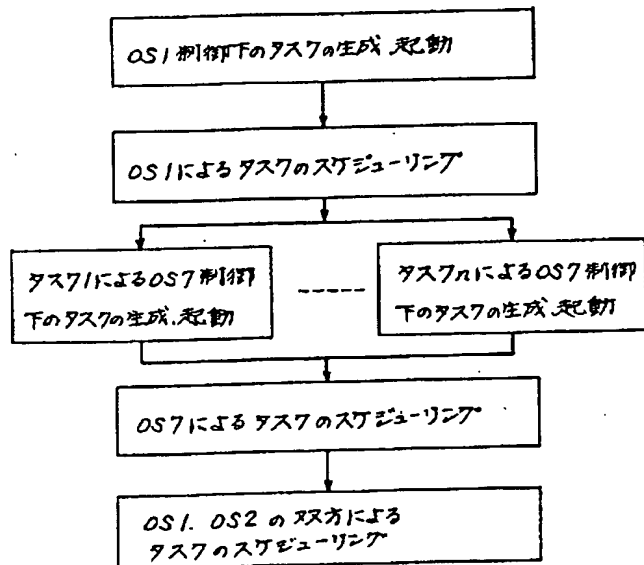 OS1制御下のタスクの生成、起動
OS1によるタスクのスケジューリング
タスク1によるOS7制御
下のタスクの生成、起動
タスクnによるOS7制御
下のタスクの生成、起動
OS7によるタスクのスケジューリング
OS1、OS2の双方による
タスクのスケジューリング